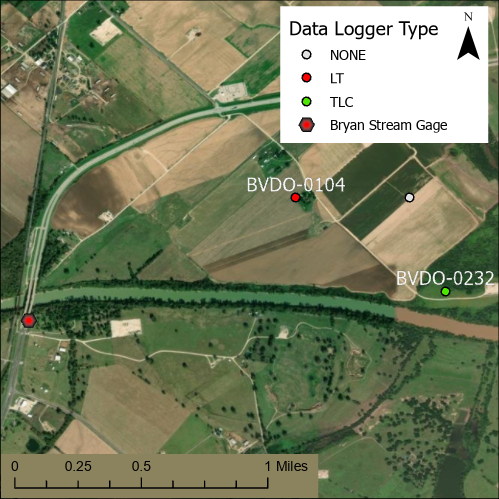 Data Logger Type
N
NONE
LT
TLC
Bryan Stream Gage
BVDO-0104
BVDO-0232
0 0.25 0.5 1 Miles